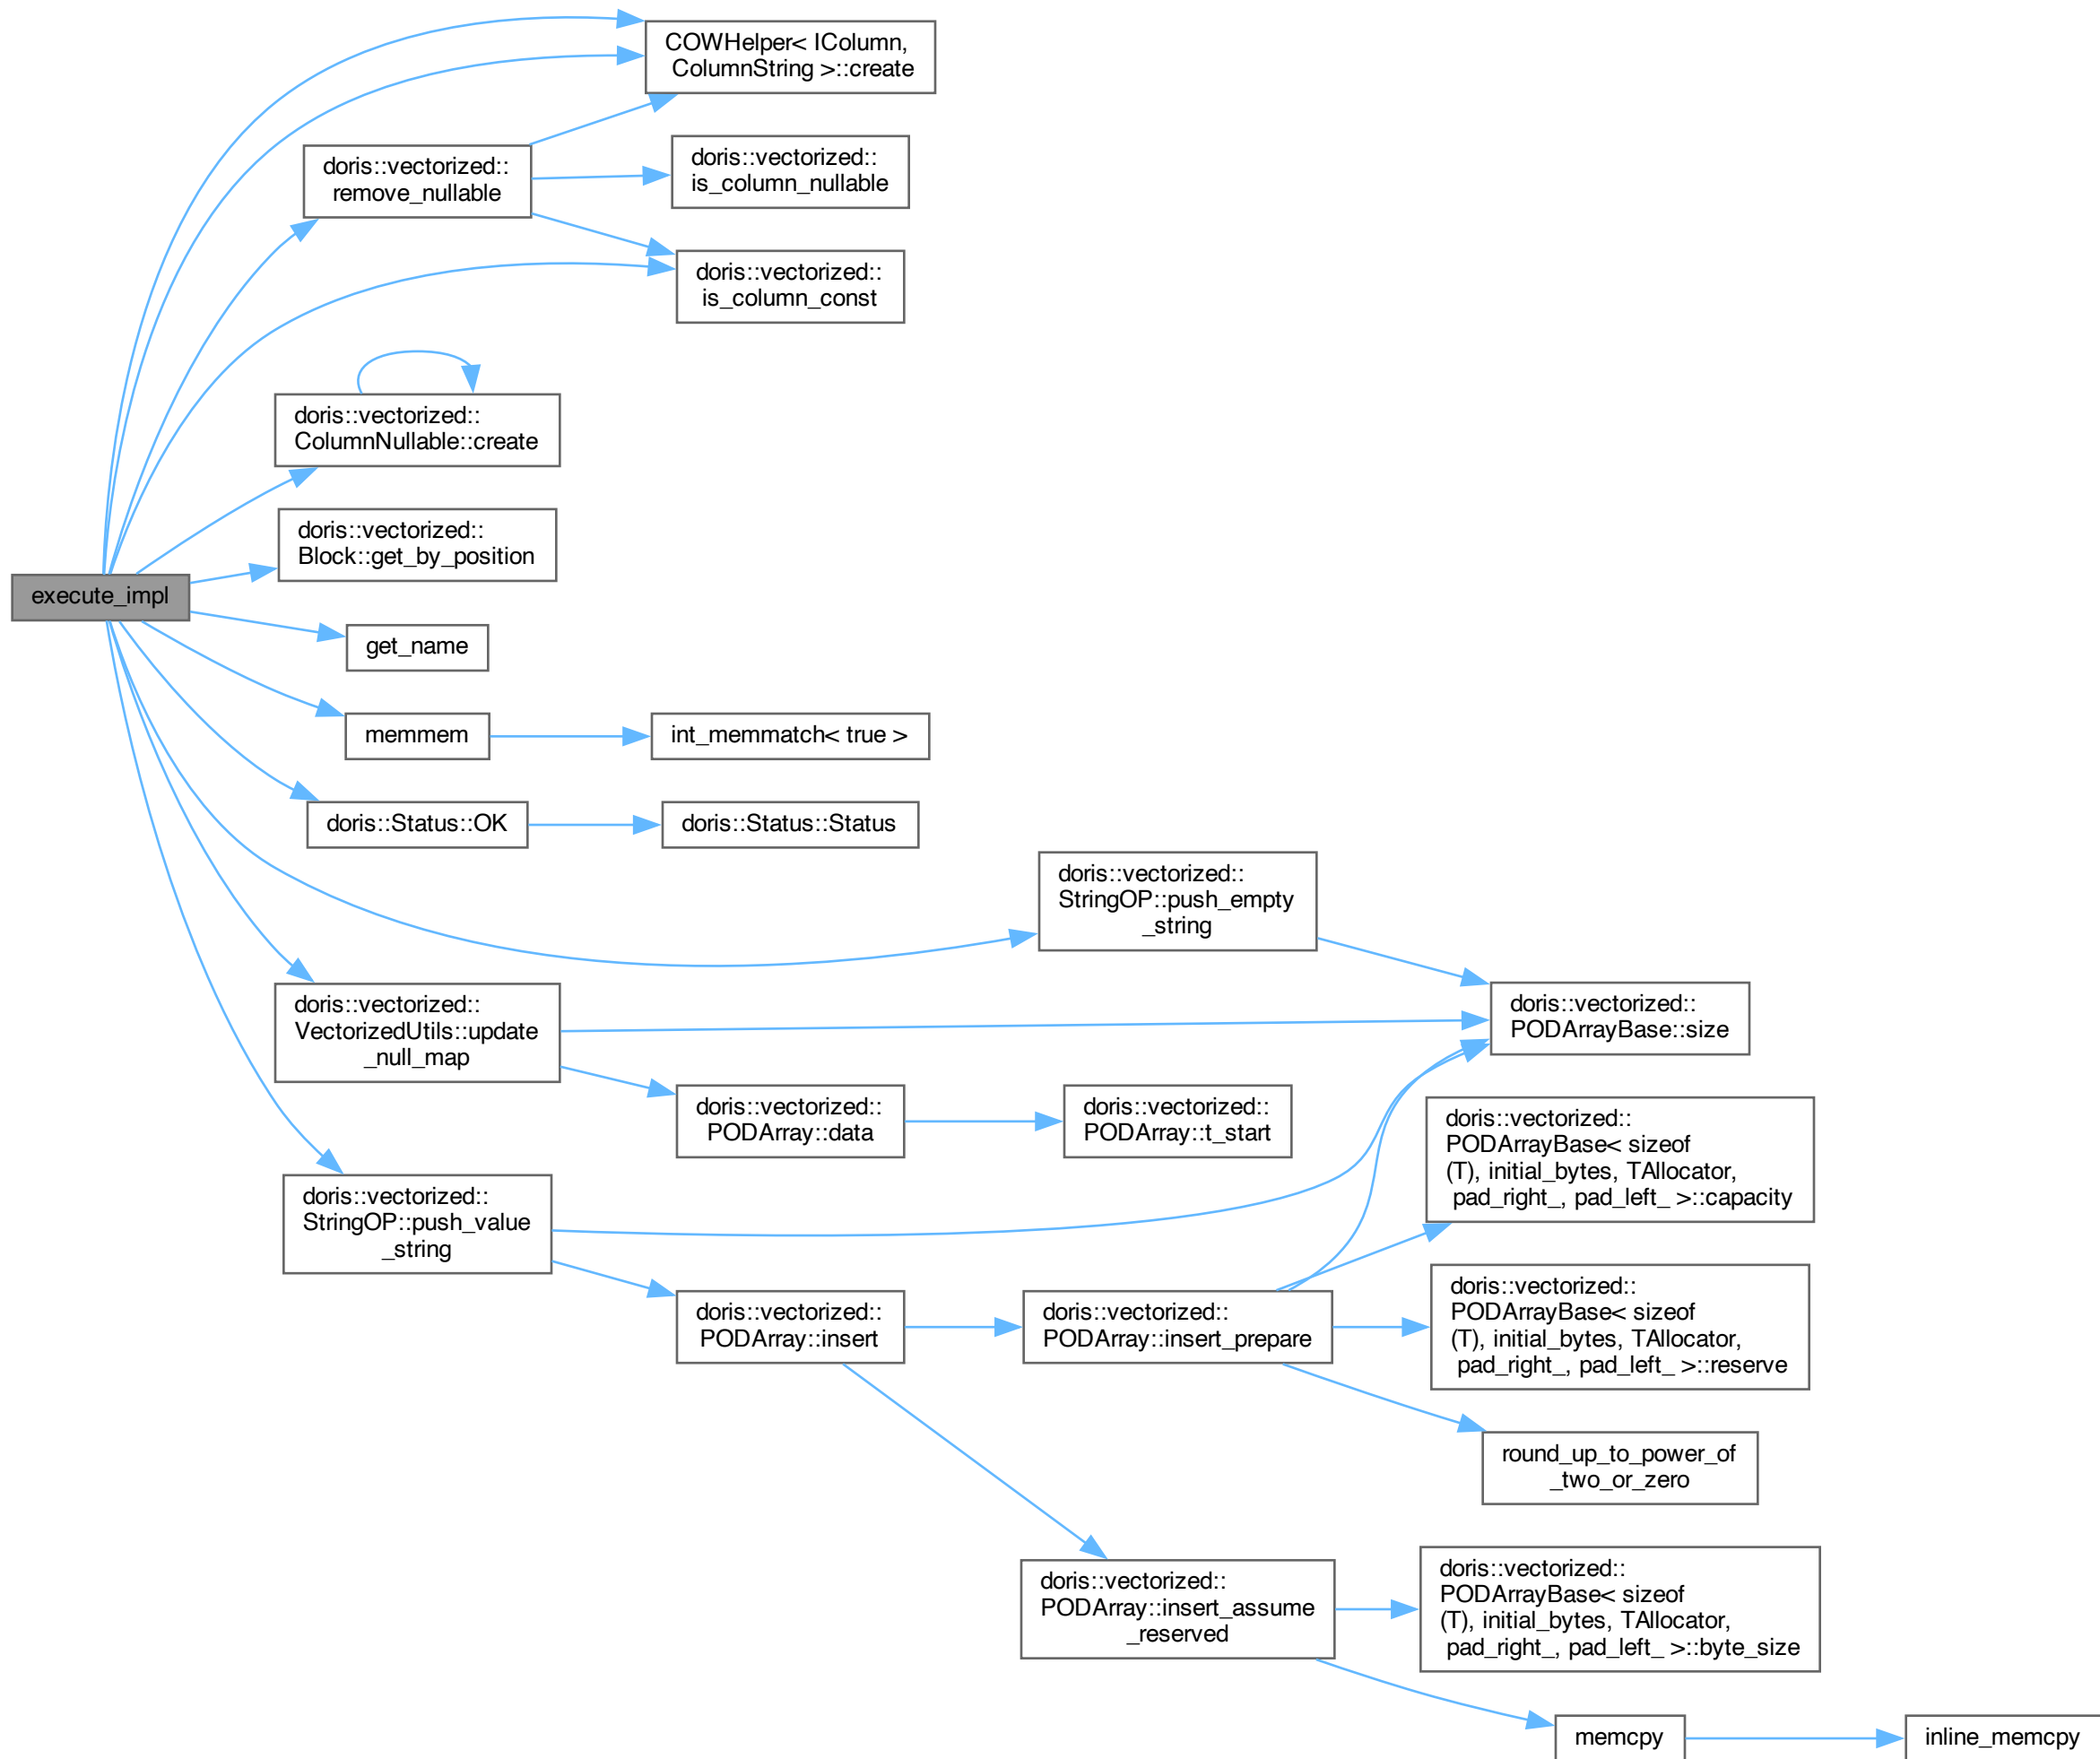 COWHelper< IColumn,
ColumnString >::create
doris::vectorized::
remove_nullable
doris::vectorized::
is_column_nullable
doris::vectorized::
is_column_const
doris::vectorized::
ColumnNullable::create
doris::vectorized::
Block::get_by_position
execute_impl
get_name
memmem
int_memmatch< true >
doris::Status::OK
doris::Status::Status
doris::vectorized::
StringOP::push_empty
_string
doris::vectorized::
VectorizedUtils::update
_null_map
doris::vectorized::
PODArrayBase::size
doris::vectorized::
PODArray::data
doris::vectorized::
PODArray::t_start
doris::vectorized::
PODArrayBase< sizeof
(T), initial_bytes, TAllocator,
pad_right_, pad_left_ >::capacity
doris::vectorized::
StringOP::push_value
_string
doris::vectorized::
PODArray::insert
doris::vectorized::
PODArray::insert_prepare
doris::vectorized::
PODArrayBase< sizeof
(T), initial_bytes, TAllocator,
pad_right_, pad_left_ >::reserve
round_up_to_power_of
_two_or_zero
doris::vectorized::
PODArray::insert_assume
_reserved
doris::vectorized::
PODArrayBase< sizeof
(T), initial_bytes, TAllocator,
pad_right_, pad_left_ >::byte_size
memcpy
inline_memcpy